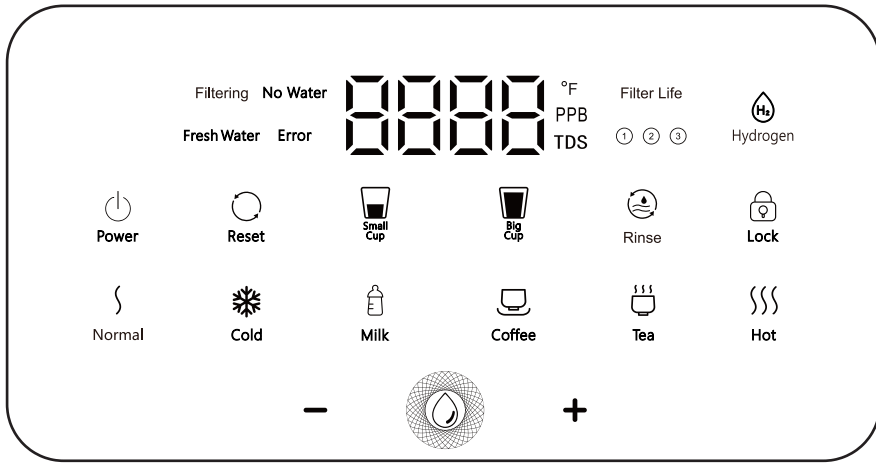 Filtering No Water 8888 °F Filter Life
PPB
H₂
Fresh Water Error TDS 1 2 3 Hydrogen
Power Reset Small Cup Big Cup Rinse Lock
Normal Cold Milk Coffee Tea Hot
− +